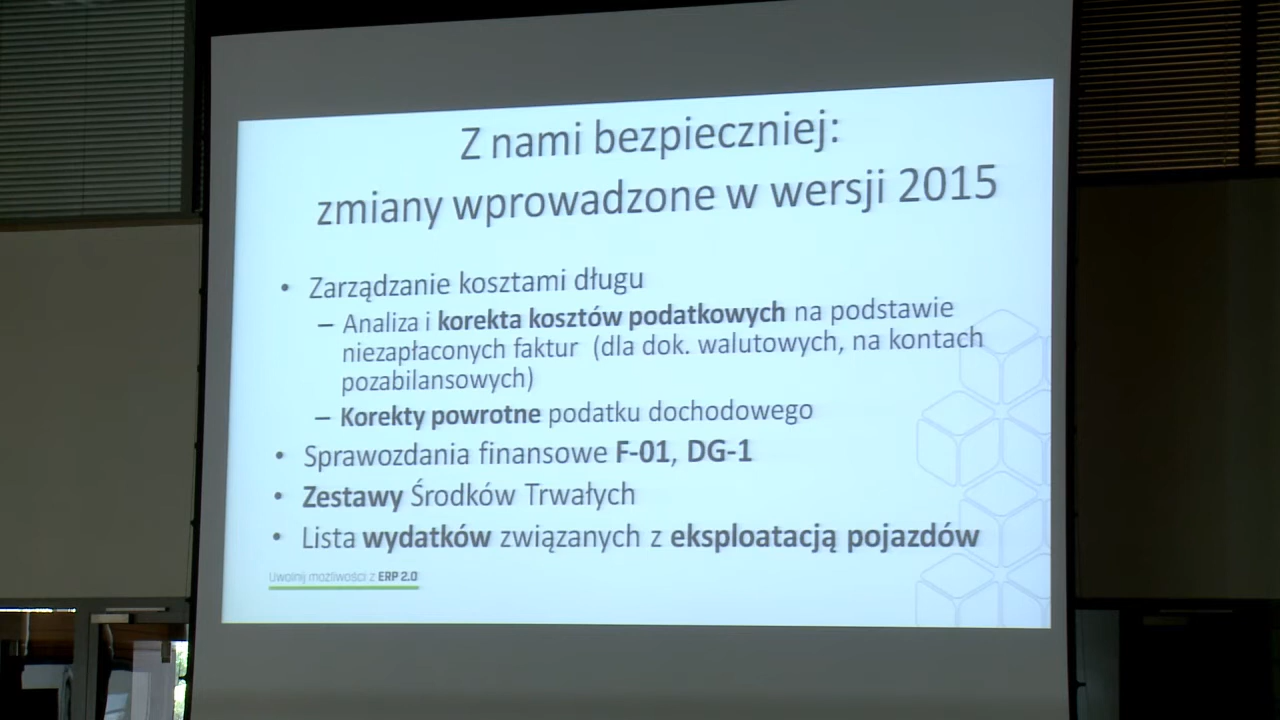 Z nami bezpieczniej:
zmiany wprowadzone w wersji 2015
• Zarządzanie kosztami długu
– Analiza i korekta kosztów podatkowych na podstawie
niezapłaconych faktur (dla dok. walutowych, na kontach
pozabilansowych)
– Korekty powrotne podatku dochodowego
• Sprawozdania finansowe F-01, DG-1
• Zestawy Środków Trwałych
• Lista wydatków związanych z eksploatacją pojazdów
Uwolnij możliwości z ERP 2.0